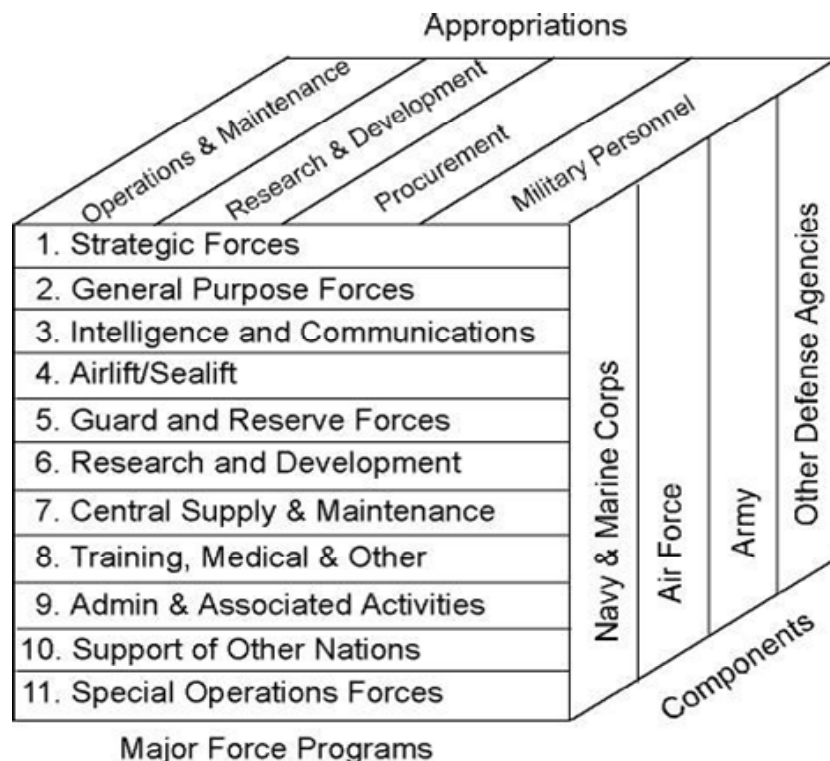 Appropriations
Operations & Maintenance
Research & Development
Procurement
Military Personnel
1. Strategic Forces
2. General Purpose Forces
3. Intelligence and Communications
4. Airlift/Sealift
5. Guard and Reserve Forces
6. Research and Development
7. Central Supply & Maintenance
8. Training, Medical & Other
9. Admin & Associated Activities
10. Support of Other Nations
11. Special Operations Forces
Navy & Marine Corps
Air Force
Army
Other Defense Agencies
Components
Major Force Programs